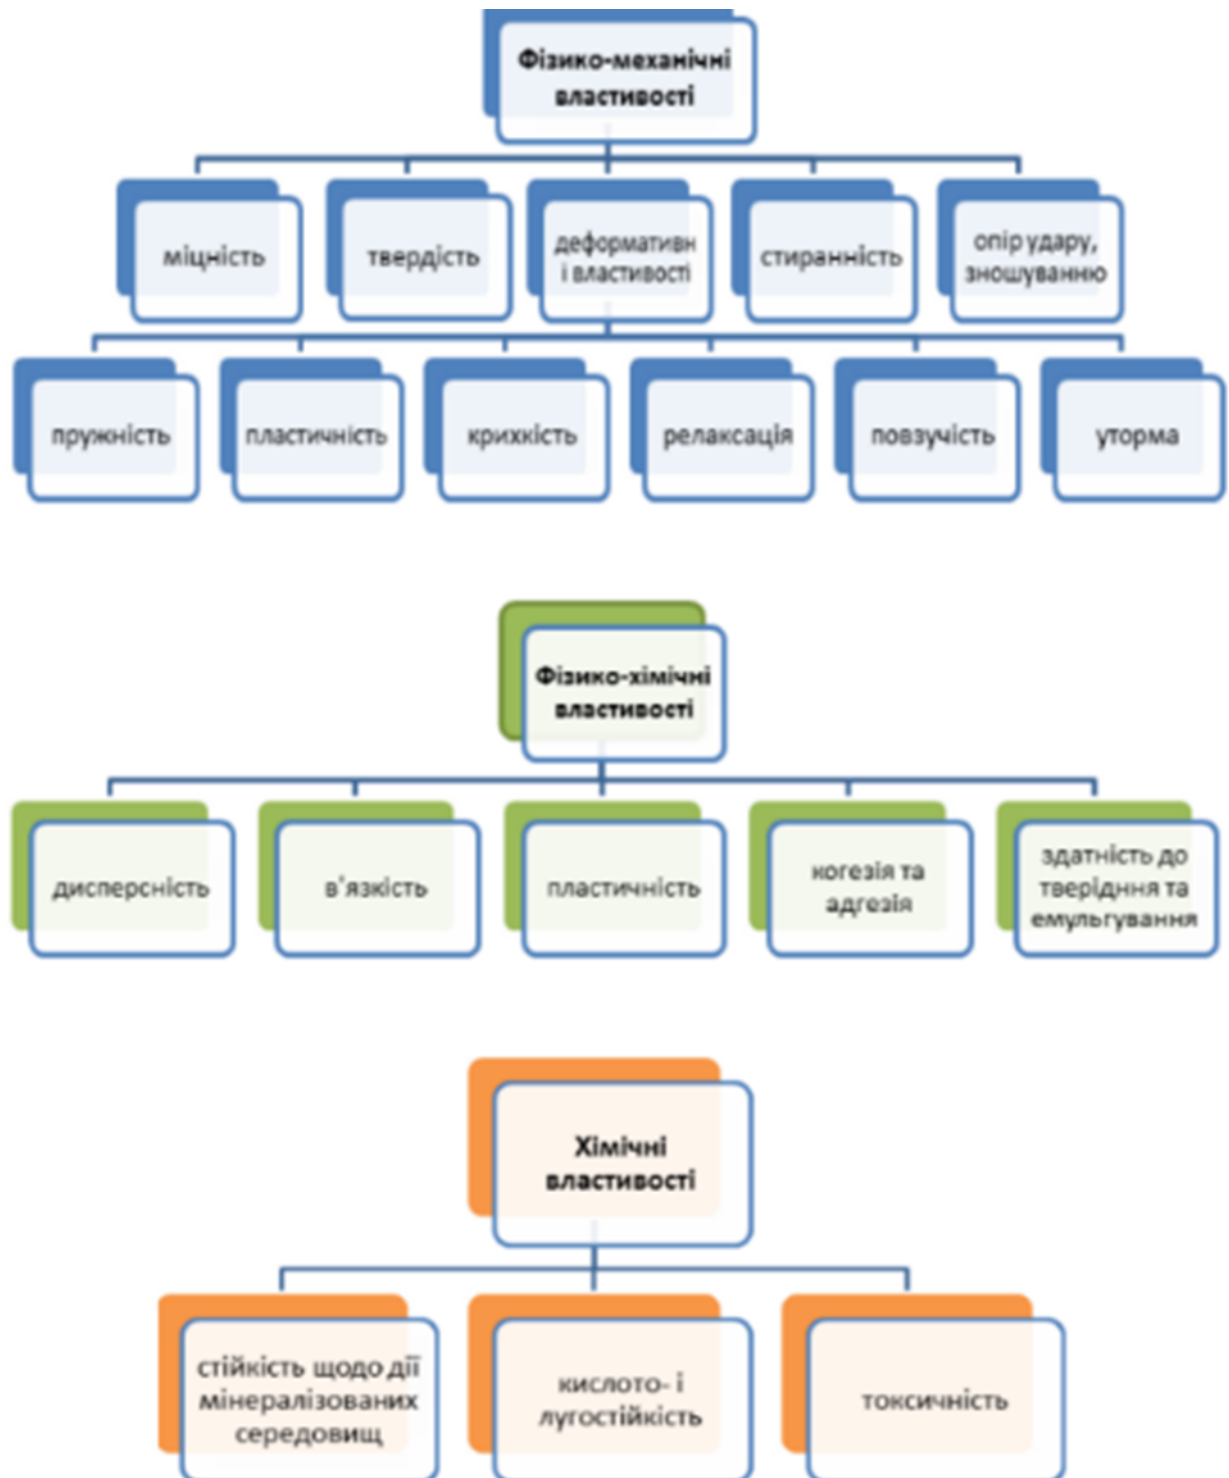 Фізико-механічні
властивості
міцність
твердість
деформативн
і властивості
стиранність
опір удару,
зношуванню
пружність
пластичність
крихкість
релаксація
повзучість
уторма
Фізико-хімічні
властивості
дисперсність
в'язкість
пластичність
когезія та
адгезія
здатність до
тверідння та
емульгування
Хімічні
властивості
стійкість щодо дії
мінералізованих
середовищ
кислото- і
лугостійкість
токсичність